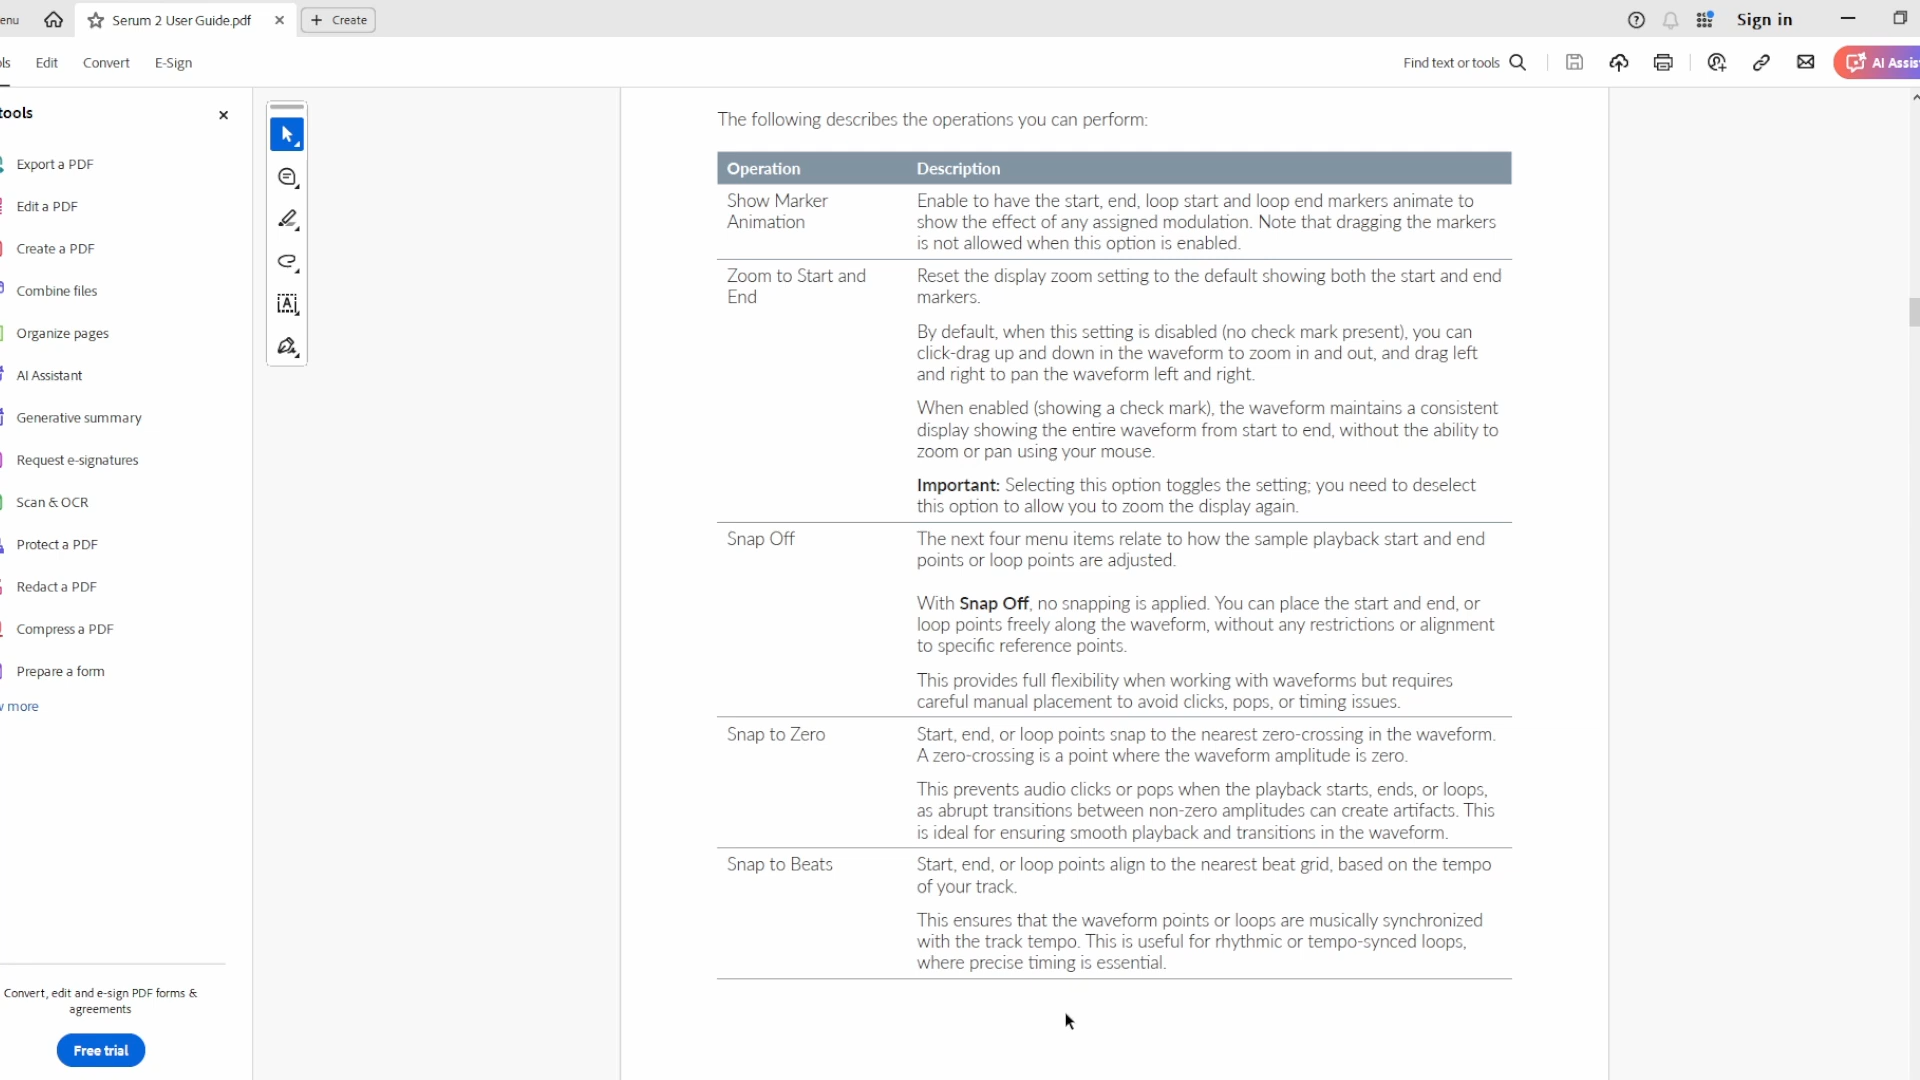 enu
Serum 2 User Guide.pdf
Create
Sign in
ls
Edit
Convert
E-Sign
Find text or tools
AI Assis
tools
Export a PDF
Edit a PDF
Create a PDF
Combine files
Organize pages
AI Assistant
Generative summary
Request e-signatures
Scan & OCR
Protect a PDF
Redact a PDF
Compress a PDF
Prepare a form
w more
Convert, edit and e-sign PDF forms &
agreements
Free trial
The following describes the operations you can perform:
Operation
Description
Show Marker
Animation
Enable to have the start, end, loop start and loop end markers animate to
show the effect of any assigned modulation. Note that dragging the markers
is not allowed when this option is enabled.
Zoom to Start and
End
Reset the display zoom setting to the default showing both the start and end
markers.
By default, when this setting is disabled (no check mark present), you can
click-drag up and down in the waveform to zoom in and out, and drag left
and right to pan the waveform left and right.
When enabled (showing a check mark), the waveform maintains a consistent
display showing the entire waveform from start to end, without the ability to
zoom or pan using your mouse.
Important: Selecting this option toggles the setting; you need to deselect
this option to allow you to zoom the display again.
Snap Off
The next four menu items relate to how the sample playback start and end
points or loop points are adjusted.
With Snap Off, no snapping is applied. You can place the start and end, or
loop points freely along the waveform, without any restrictions or alignment
to specific reference points.
This provides full flexibility when working with waveforms but requires
careful manual placement to avoid clicks, pops, or timing issues.
Snap to Zero
Start, end, or loop points snap to the nearest zero-crossing in the waveform.
A zero-crossing is a point where the waveform amplitude is zero.
This prevents audio clicks or pops when the playback starts, ends, or loops,
as abrupt transitions between non-zero amplitudes can create artifacts. This
is ideal for ensuring smooth playback and transitions in the waveform.
Snap to Beats
Start, end, or loop points align to the nearest beat grid, based on the tempo
of your track.
This ensures that the waveform points or loops are musically synchronized
with the track tempo. This is useful for rhythmic or tempo-synced loops,
where precise timing is essential.